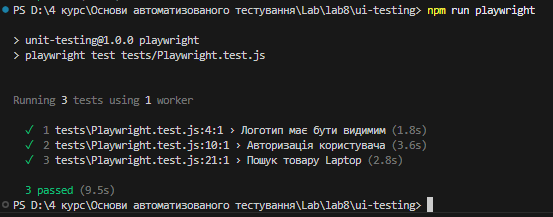 PS D:\4 курс\Основи автоматизованого тестування\Lab\lab8\ui-testing> npm run playwright
> unit-testing@1.0.0 playwright
> playwright test tests/Playwright.test.js
Running 3 tests using 1 worker
✓ 1 tests\Playwright.test.js:4:1 › Логотип має бути видимим (1.8s)
✓ 2 tests\Playwright.test.js:10:1 › Авторизація користувача (3.6s)
✓ 3 tests\Playwright.test.js:21:1 › Пошук товару Laptop (2.8s)
3 passed (9.5s)
PS D:\4 курс\Основи автоматизованого тестування\Lab\lab8\ui-testing>